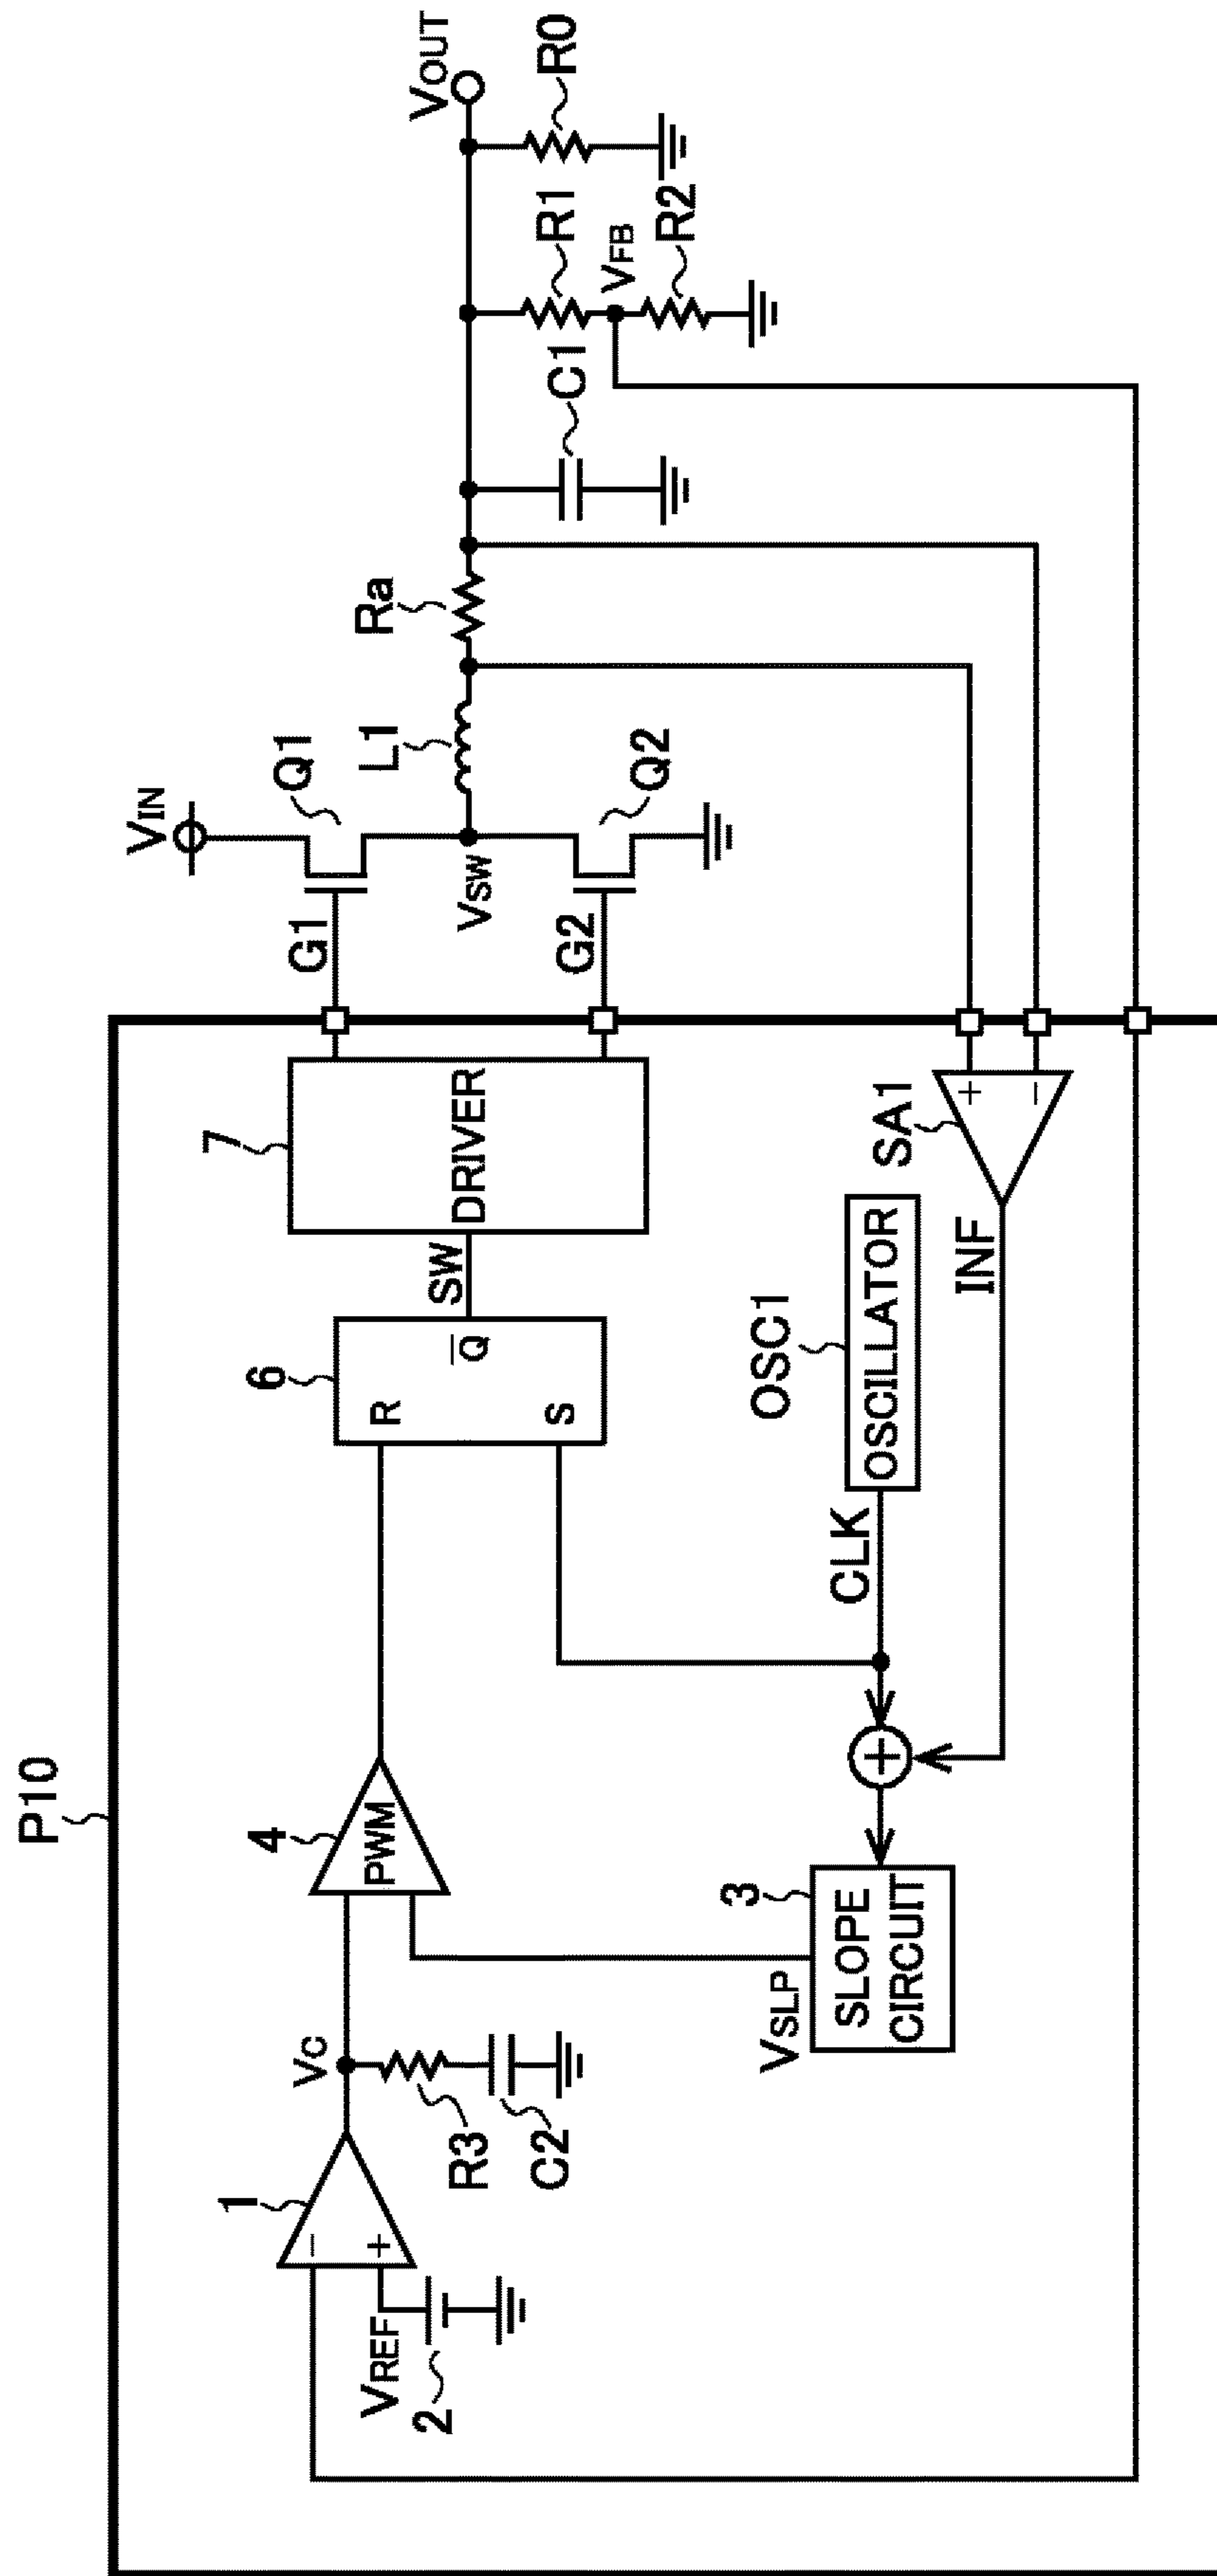 P10
1
−
+
VREF
2
VC
R3
C2
4
PWM
VSLP
3
SLOPE
CIRCUIT
+
CLK
OSC1
OSCILLATOR
6
R
S
Q
SW
7
DRIVER
INF
SA1
+
−
G1
G2
VIN
Q1
VSW
Q2
L1
Ra
C1
R1
VFB
R2
VOUT
R0